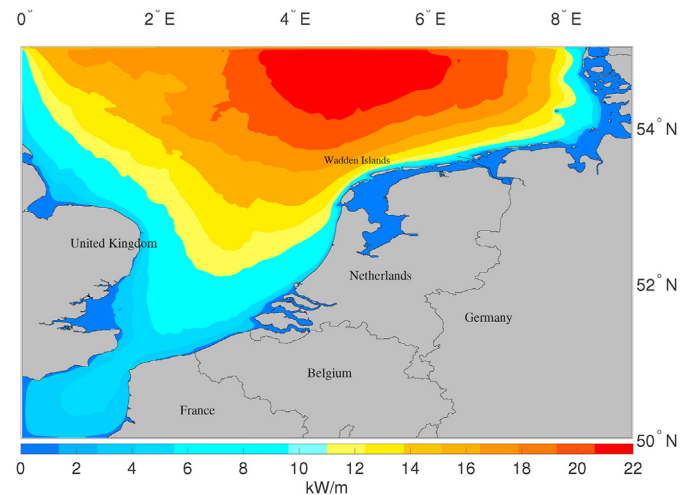 0° 2° E 4° E 6° E 8° E
54° N
Wadden Islands
United Kingdom
52° N
Netherlands
Germany
Belgium
France
50° N
0 2 4 6 8 10 12 14 16 18 20 22
kW/m